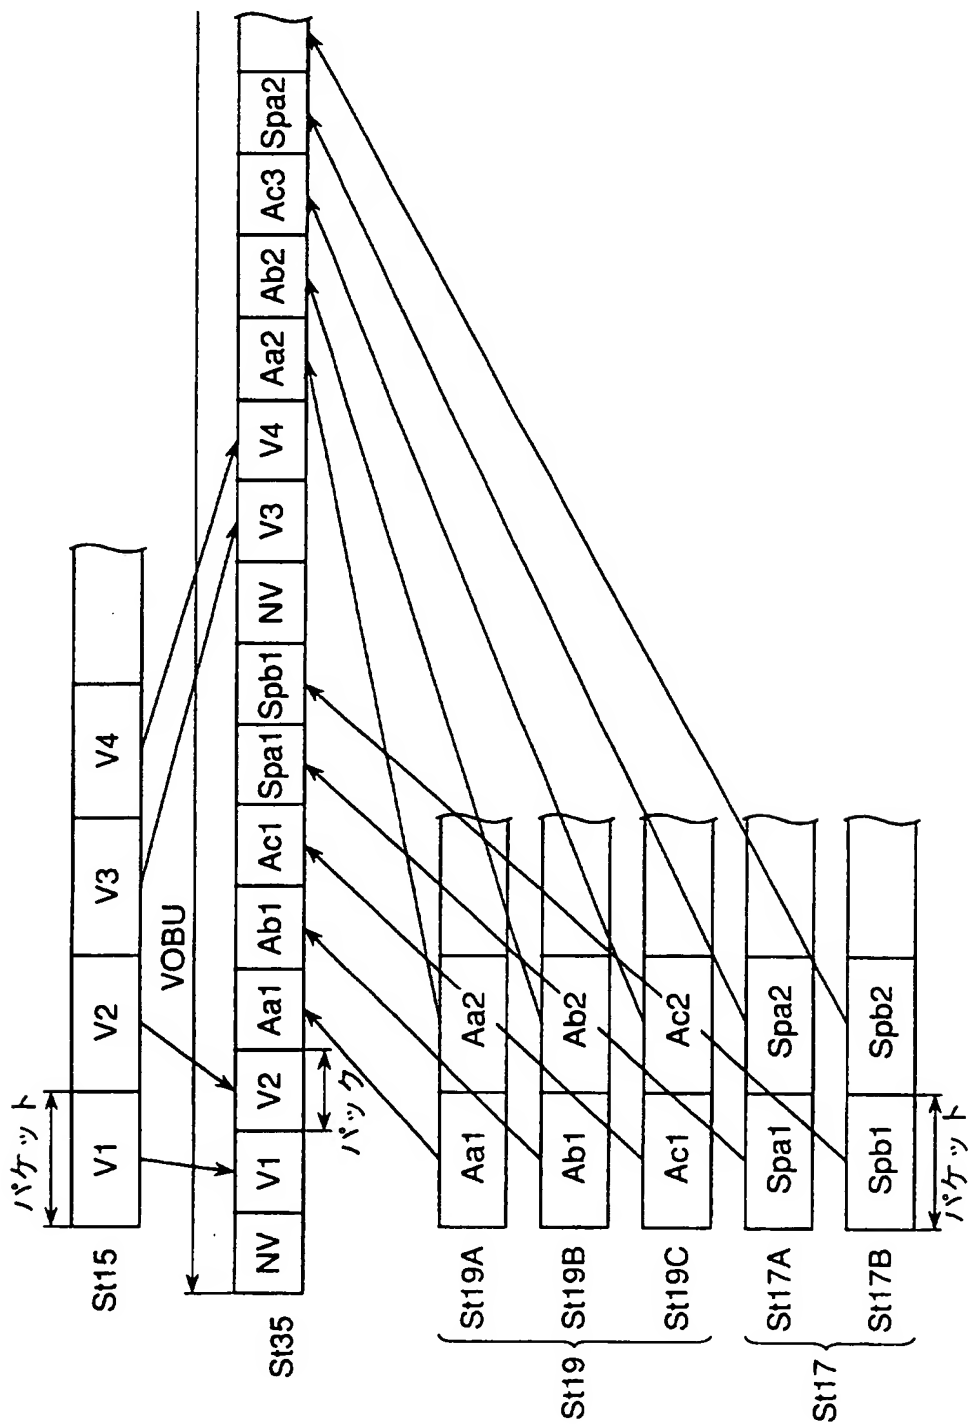 パケット
St15 V1 V2 V3 V4
VOBU
St35 NV V1 V2 Aa1 Ab1 Ac1 Spa1 Spb1 NV V3 V4 Aa2 Ab2 Ac3 Spa2
パック
St19
St19A Aa1 Aa2
St19B Ab1 Ab2
St19C Ac1 Ac2
St17
St17A Spa1 Spa2
St17B Spb1 Spb2
パケット